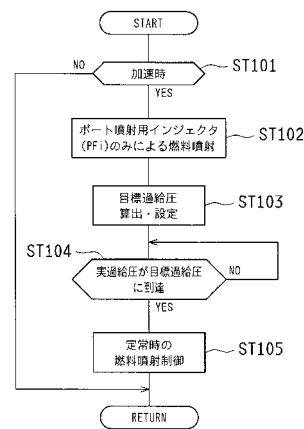 START
NO
加速時
ST101
YES
ポート噴射用インジェクタ
(PFi)のみによる燃料噴射
ST102
目標過給圧
算出・設定
ST103
ST104
実過給圧が目標過給圧
に到達
NO
YES
定常時の
燃料噴射制御
ST105
RETURN